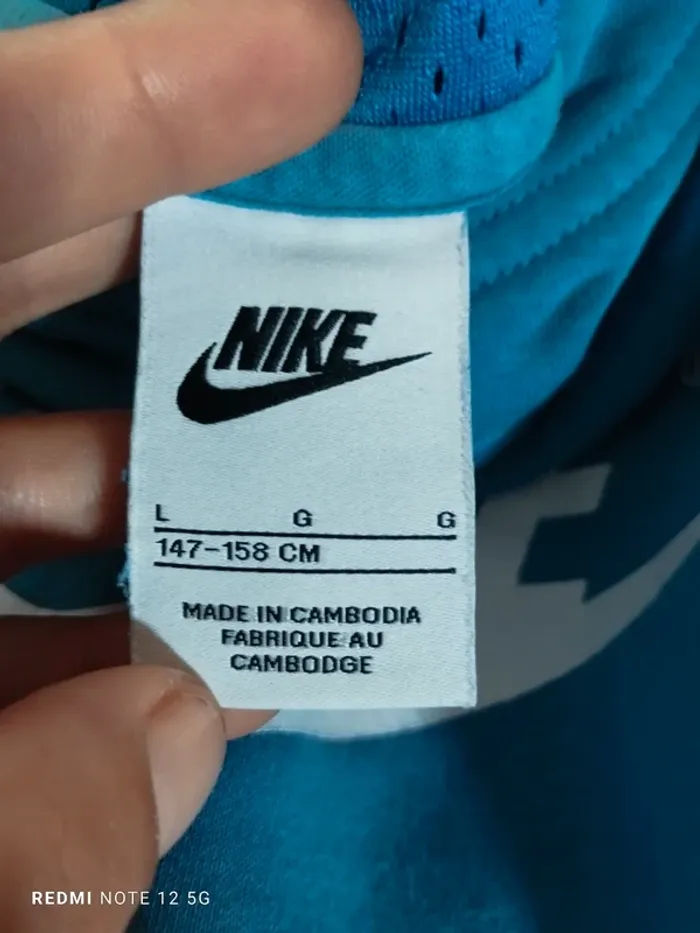 NIKE
L G G
147-158 CM
MADE IN CAMBODIA
FABRIQUE AU
CAMBODGE
REDMI NOTE 12 5G